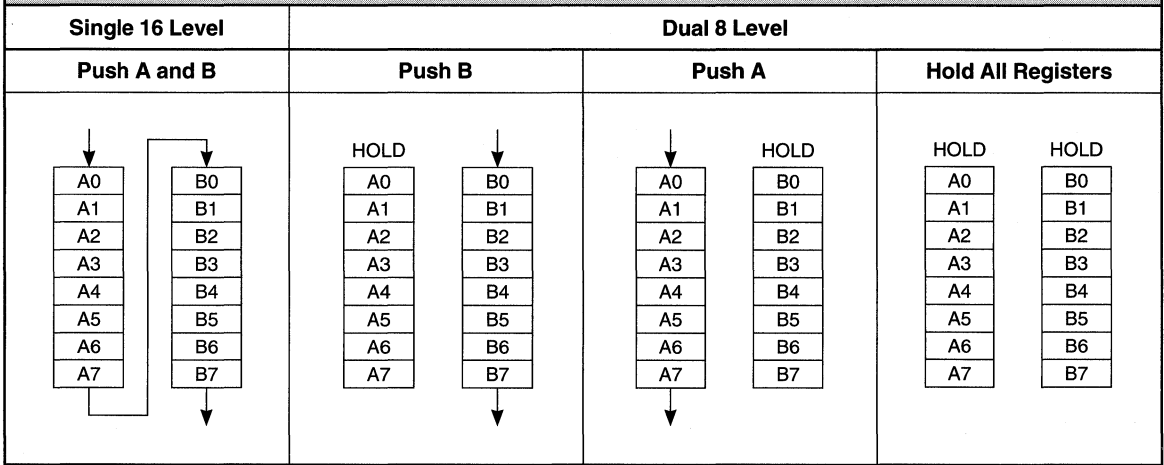 Single 16 Level Dual 8 Level
Push A and B Push B Push A Hold All Registers
HOLD HOLD HOLD HOLD
A0 B0 A0 B0 A0 B0 A0 B0
A1 B1 A1 B1 A1 B1 A1 B1
A2 B2 A2 B2 A2 B2 A2 B2
A3 B3 A3 B3 A3 B3 A3 B3
A4 B4 A4 B4 A4 B4 A4 B4
A5 B5 A5 B5 A5 B5 A5 B5
A6 B6 A6 B6 A6 B6 A6 B6
A7 B7 A7 B7 A7 B7 A7 B7